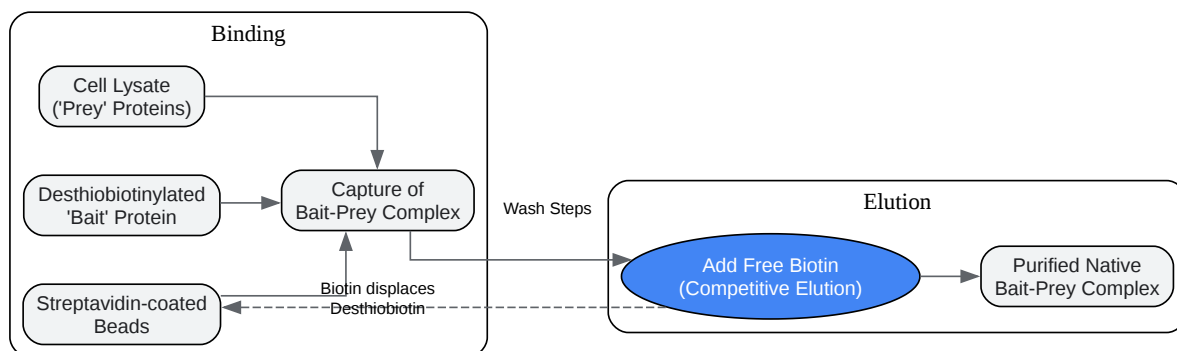 Binding
Cell Lysate
('Prey' Proteins)
Desthiobiotinylated
'Bait' Protein
Capture of
Bait-Prey Complex
Streptavidin-coated
Beads
Biotin displaces
Desthiobiotin
Wash Steps
Elution
Add Free Biotin
(Competitive Elution)
Purified Native
Bait-Prey Complex